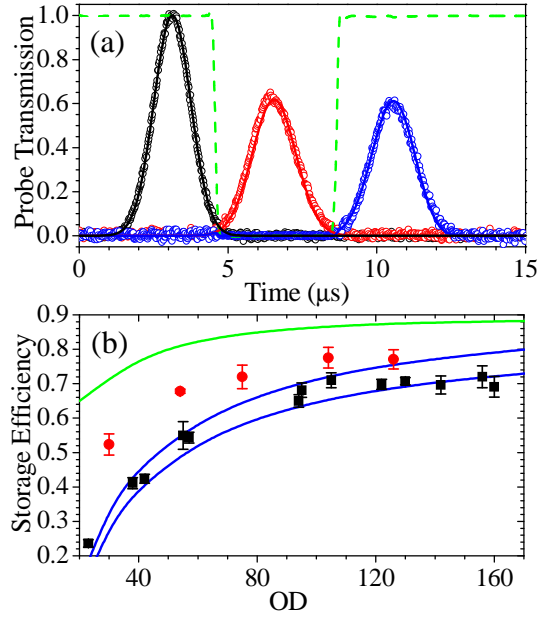 (a)
Probe Transmission
1.0
0.8
0.6
0.4
0.2
0.0
0 5 10 15
Time (μs)
(b)
Storage Efficiency
0.9
0.8
0.7
0.6
0.5
0.4
0.3
0.2
40 80 120 160
OD